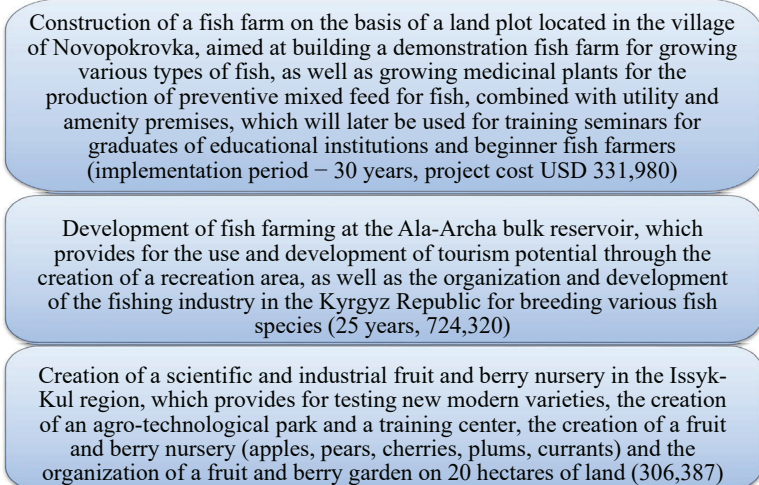 Construction of a fish farm on the basis of a land plot located in the village
of Novopokrovka, aimed at building a demonstration fish farm for growing
various types of fish, as well as growing medicinal plants for the
production of preventive mixed feed for fish, combined with utility and
amenity premises, which will later be used for training seminars for
graduates of educational institutions and beginner fish farmers
(implementation period − 30 years, project cost USD 331,980)
Development of fish farming at the Ala-Archa bulk reservoir, which
provides for the use and development of tourism potential through the
creation of a recreation area, as well as the organization and development
of the fishing industry in the Kyrgyz Republic for breeding various fish
species (25 years, 724,320)
Creation of a scientific and industrial fruit and berry nursery in the Issyk-
Kul region, which provides for testing new modern varieties, the creation
of an agro-technological park and a training center, the creation of a fruit
and berry nursery (apples, pears, cherries, plums, currants) and the
organization of a fruit and berry garden on 20 hectares of land (306,387)